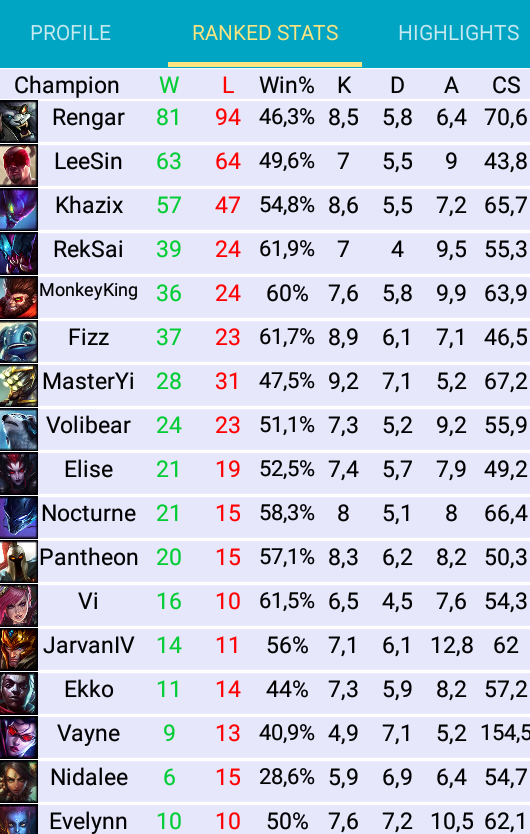 PROFILE RANKED STATS HIGHLIGHTS
Champion W L Win% K D A CS
Rengar 81 94 46,3% 8,5 5,8 6,4 70,6
LeeSin 63 64 49,6% 7 5,5 9 43,8
Khazix 57 47 54,8% 8,6 5,5 7,2 65,7
RekSai 39 24 61,9% 7 4 9,5 55,3
MonkeyKing 36 24 60% 7,6 5,8 9,9 63,9
Fizz 37 23 61,7% 8,9 6,1 7,1 46,5
MasterYi 28 31 47,5% 9,2 7,1 5,2 67,2
Volibear 24 23 51,1% 7,3 5,2 9,2 55,9
Elise 21 19 52,5% 7,4 5,7 7,9 49,2
Nocturne 21 15 58,3% 8 5,1 8 66,4
Pantheon 20 15 57,1% 8,3 6,2 8,2 50,3
Vi 16 10 61,5% 6,5 4,5 7,6 54,3
JarvanIV 14 11 56% 7,1 6,1 12,8 62
Ekko 11 14 44% 7,3 5,9 8,2 57,2
Vayne 9 13 40,9% 4,9 7,1 5,2 154,5
Nidalee 6 15 28,6% 5,9 6,9 6,4 54,7
Evelynn 10 10 50% 7,6 7,2 10,5 62,1